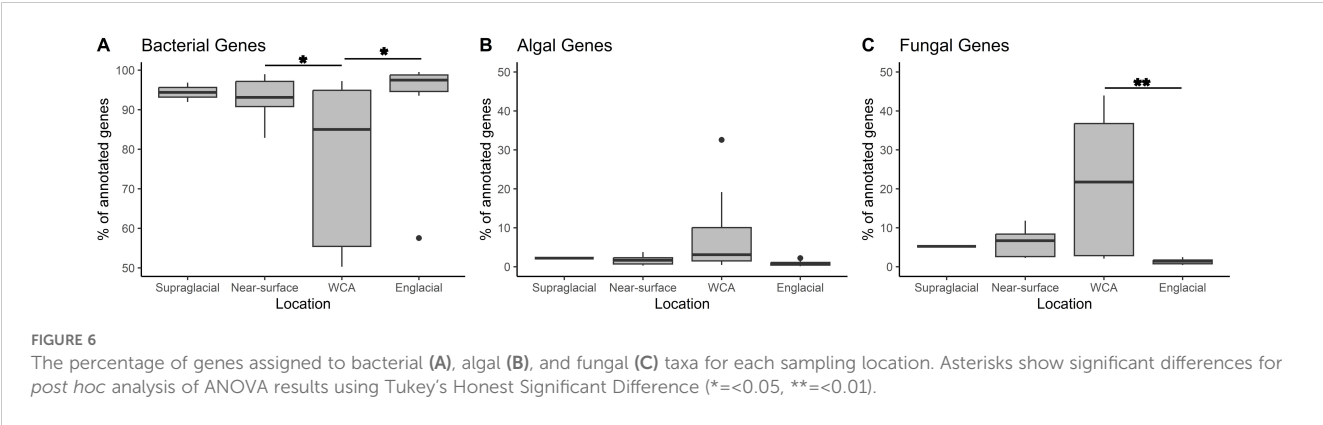 A Bacterial Genes
*
*
% of annotated genes
100
90
80
70
60
50
Supraglacial Near-surface WCA Englacial
Location
B Algal Genes
% of annotated genes
50
40
30
20
10
0
Supraglacial Near-surface WCA Englacial
Location
C Fungal Genes
**
% of annotated genes
50
40
30
20
10
0
Supraglacial Near-surface WCA Englacial
Location
FIGURE 6
The percentage of genes assigned to bacterial (A), algal (B), and fungal (C) taxa for each sampling location. Asterisks show significant differences for
post hoc analysis of ANOVA results using Tukey’s Honest Significant Difference (*=<0.05, **=<0.01).